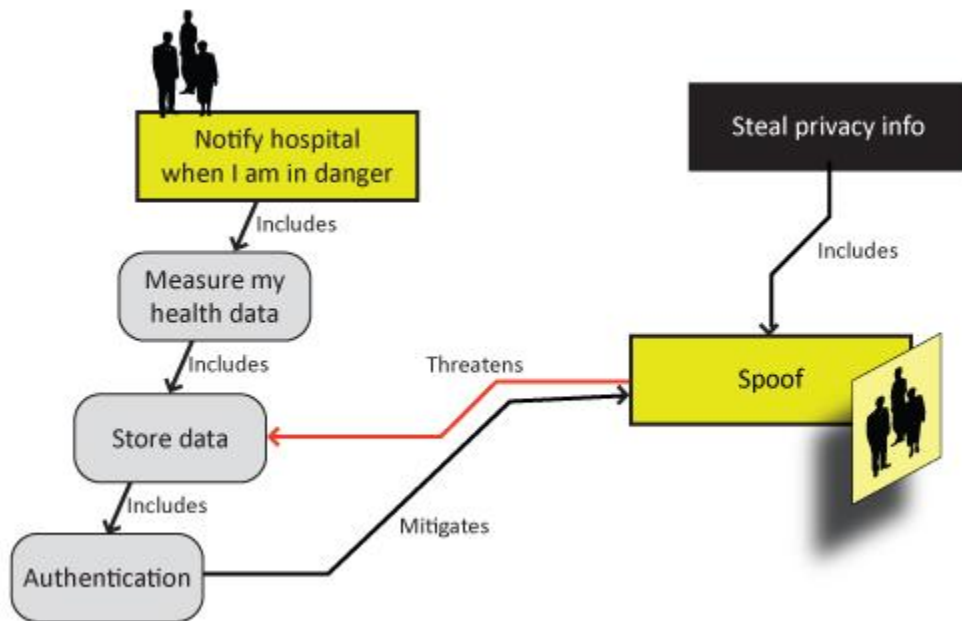 Notify hospital
when I am in danger
Steal privacy info
Includes
Includes
Measure my
health data
Includes
Threatens
Spoof
Store data
Includes
Mitigates
Authentication